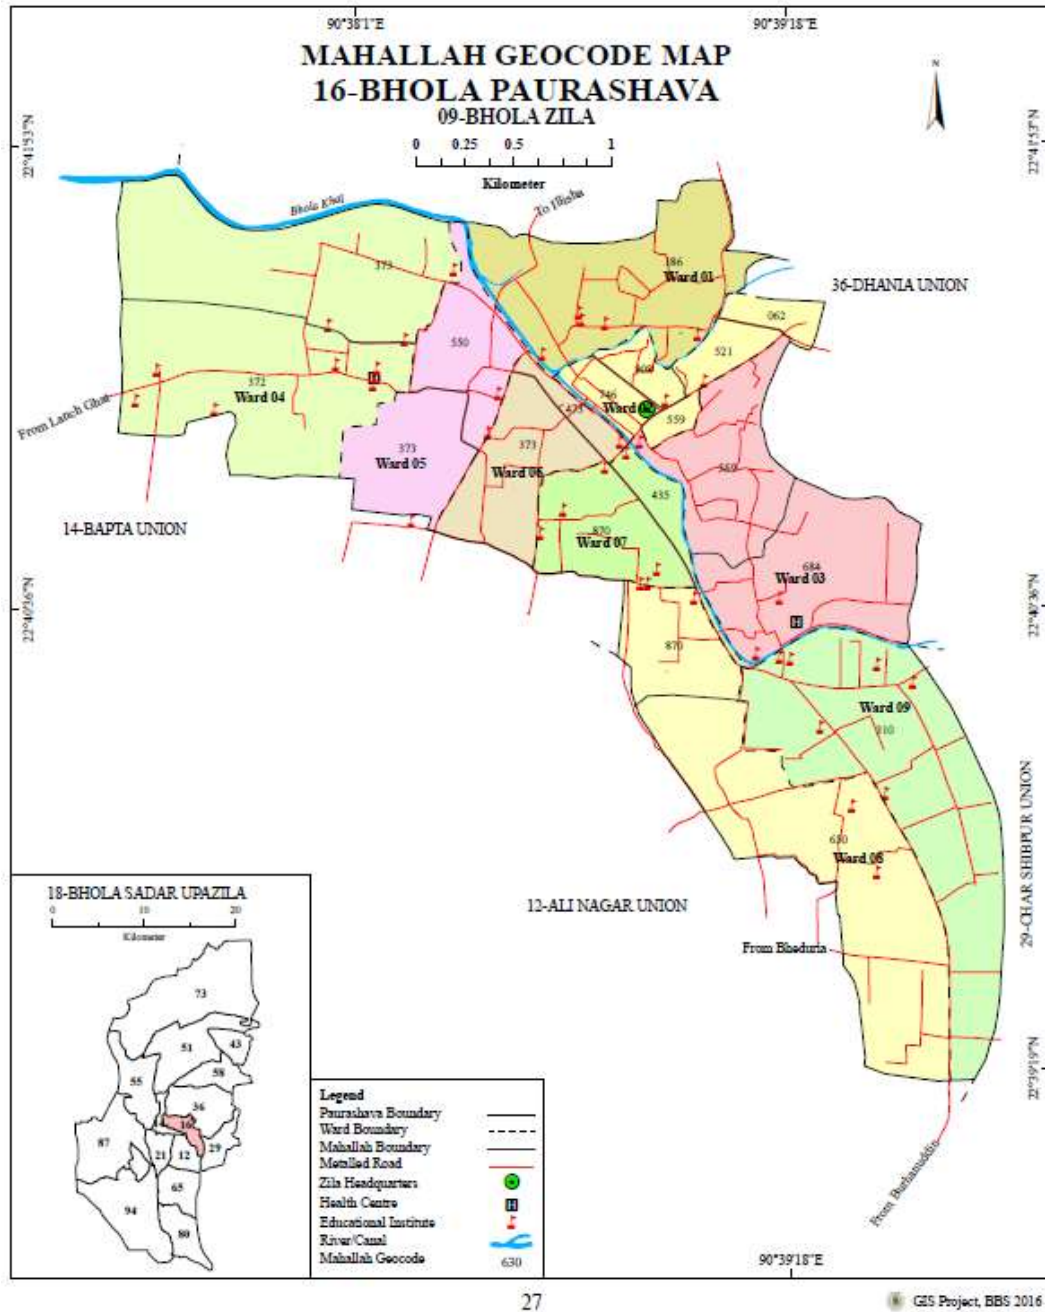 90°38'1"E
90°39'18"E
MAHALLAH GEOCODE MAP
16-BHOLA PAURASHAVA
09-BHOLA ZILA
0 0.25 0.5 1
Kilometer
N
22°41'53"N
22°41'53"N
Bhola Khal
To Illisha
373
186
Ward 01
36-DHANIA UNION
062
550
521
372
Ward 04
From Lanch Ghat
746
Ward 02
473
559
373
Ward 05
373
Ward 06
569
435
14-BAPTA UNION
870
Ward 07
684
Ward 03
H
H
22°40'36"N
22°40'36"N
870
Ward 09
310
630
Ward 08
29-CHAR SHIBPUR UNION
12-ALI NAGAR UNION
From Bheduria
22°39'19"N
From Burhanuddin
18-BHOLA SADAR UPAZILA
0 10 20
Kilometer
73
51
43
58
55
36
16
87
21
12
29
65
94
80
Legend
Paurashava Boundary
Ward Boundary
Mahallah Boundary
Metalled Road
Zila Headquarters
Health Centre H
Educational Institute
River/Canal
Mahallah Geocode 630
90°39'18"E
27
GIS Project, BBS 2016